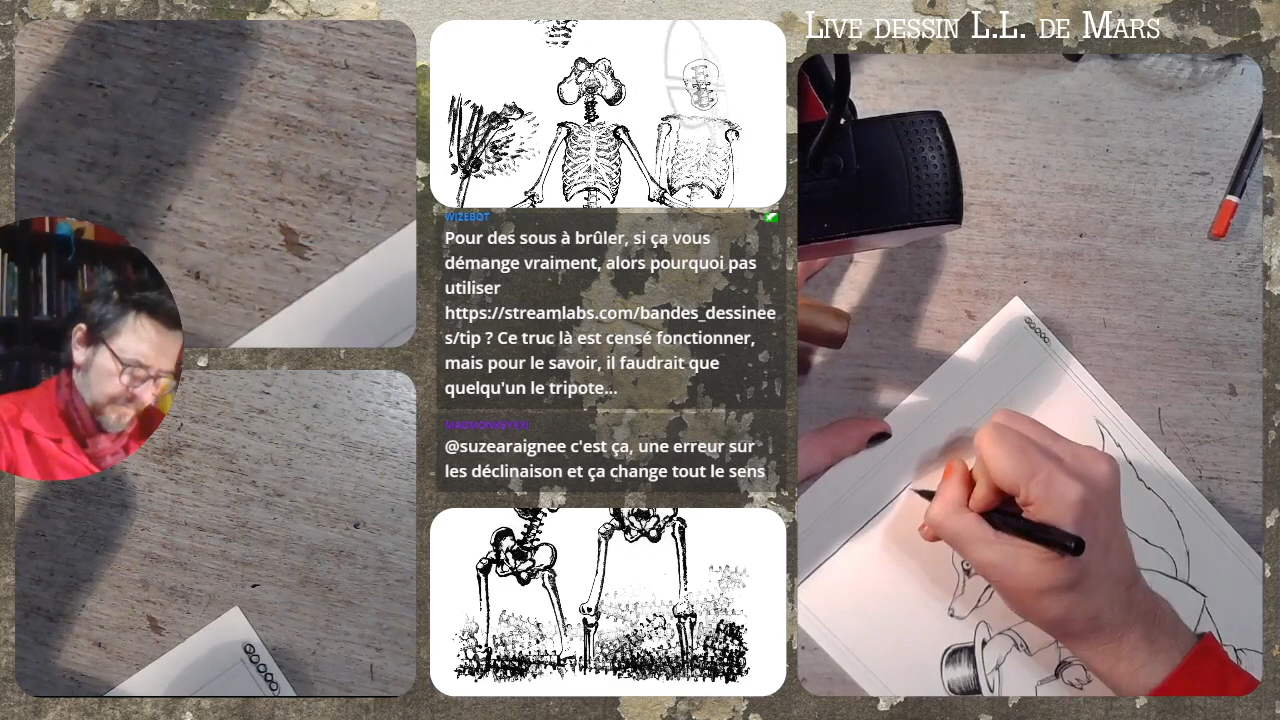 Live dessin L.L. de Mars
WIZEBOT
Pour des sous à brûler, si ça vous
démange vraiment, alors pourquoi pas
utiliser
https://streamlabs.com/bandes_dessinee
s/tip ? Ce truc là est censé fonctionner,
mais pour le savoir, il faudrait que
quelqu'un le tripote...
@suzearaignee c'est ça, une erreur sur
les déclinaison et ça change tout le sens